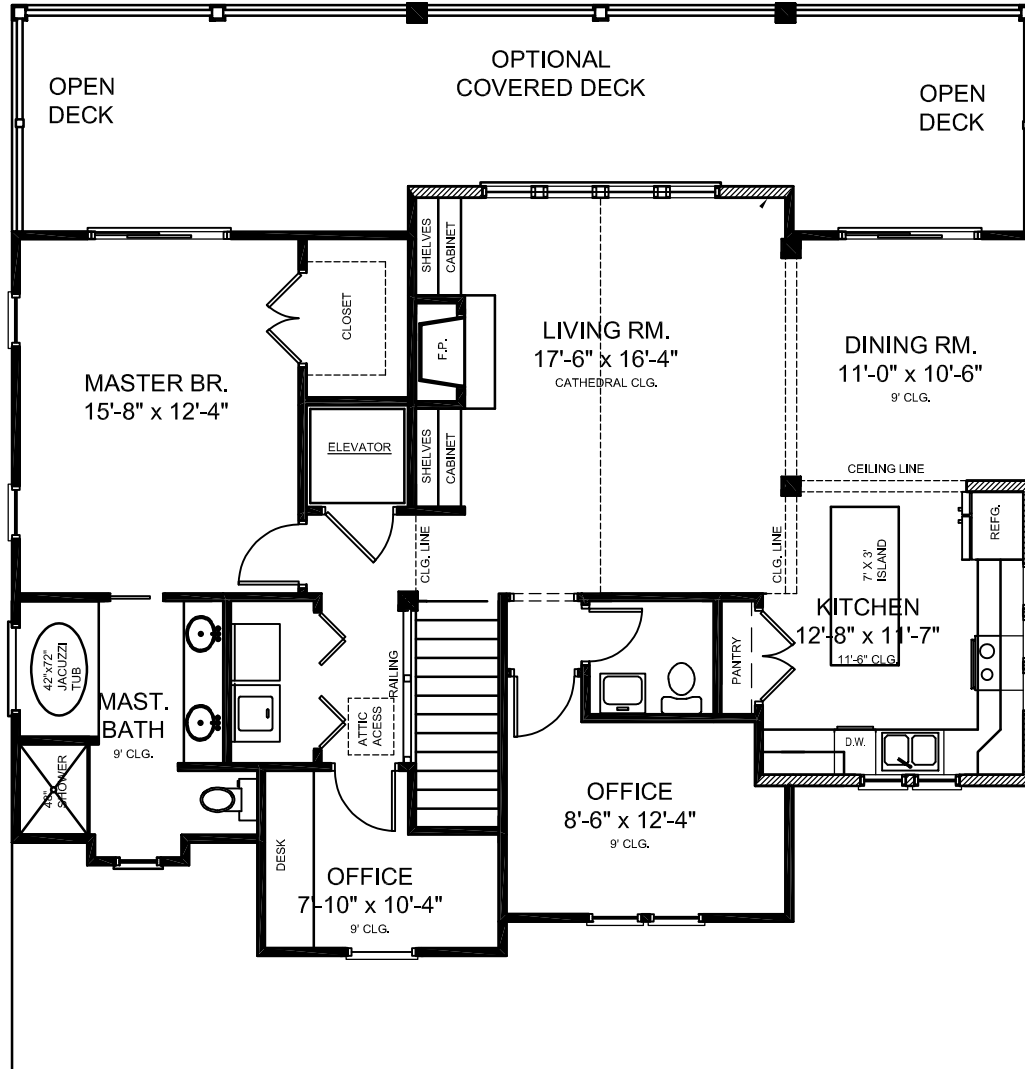 OPEN
DECK
OPTIONAL
COVERED DECK
OPEN
DECK
SHELVES
CABINET
CLOSET
F.P.
LIVING RM.
17'-6" x 16'-4"
CATHEDRAL CLG.
DINING RM.
11'-0" x 10'-6"
9' CLG.
MASTER BR.
15'-8" x 12'-4"
ELEVATOR
SHELVES
CABINET
CEILING LINE
CLG. LINE
CLG. LINE
REFG.
7' X 3'
ISLAND
KITCHEN
12'-8" x 11'-7"
11'-6" CLG.
42"x72"
JACUZZI
TUB
MAST.
BATH
9' CLG.
RAILING
PANTRY
ATTIC
ACESS
D.W.
48"
SHOWER
OFFICE
8'-6" x 12'-4"
9' CLG.
DESK
OFFICE
7'-10" x 10'-4"
9' CLG.